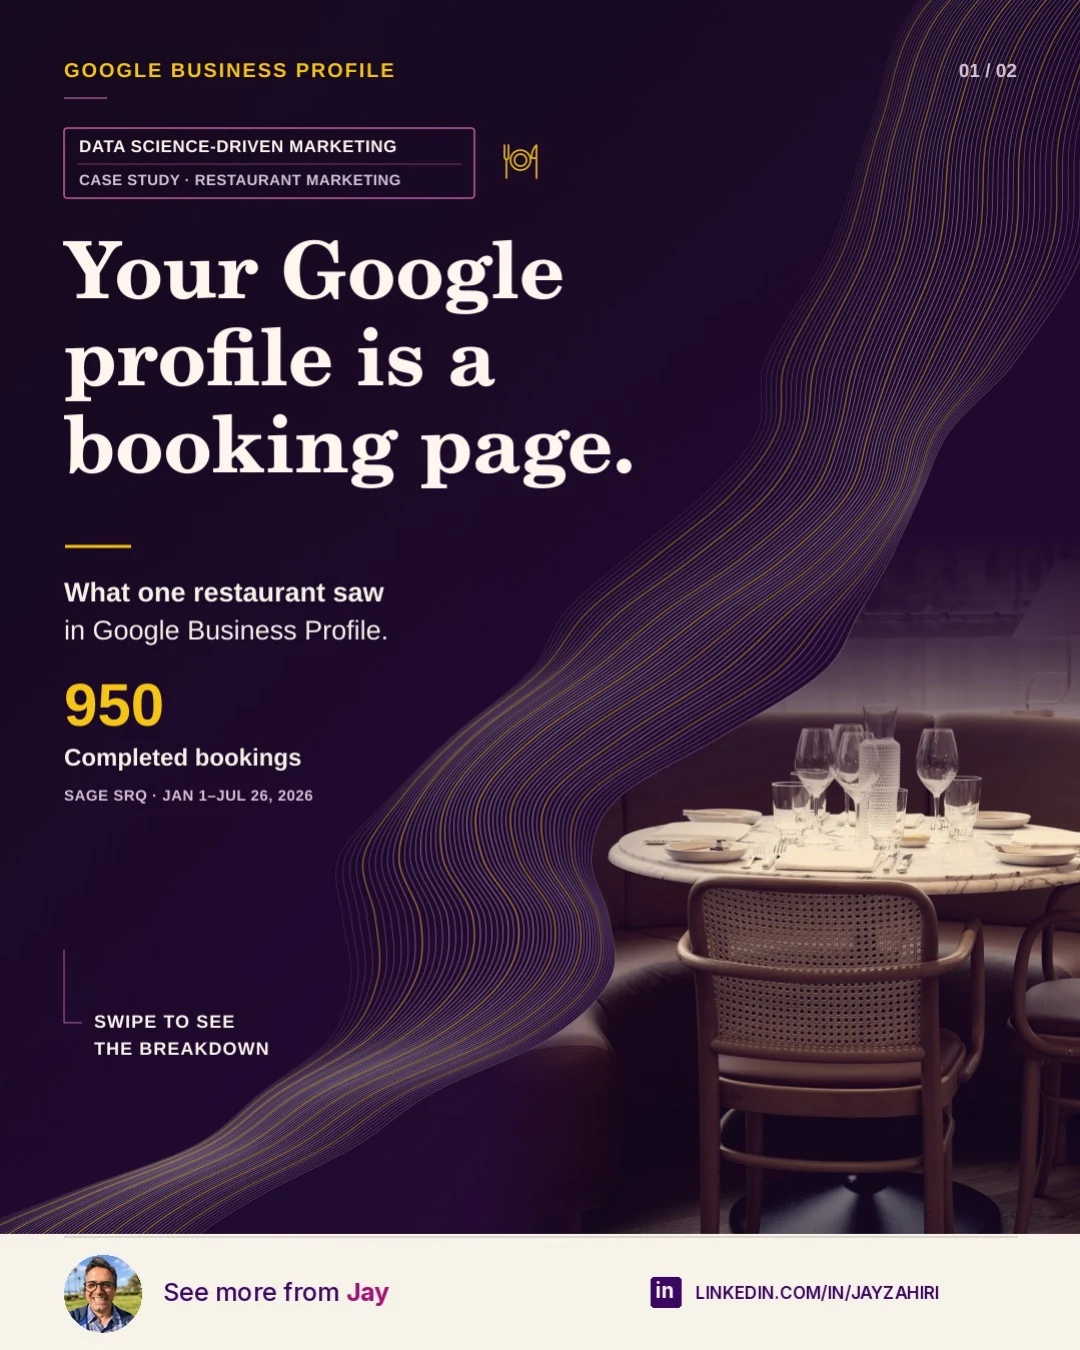 GOOGLE BUSINESS PROFILE
01 / 02
DATA SCIENCE-DRIVEN MARKETING
CASE STUDY · RESTAURANT MARKETING
Your Google
profile is a
booking page.
What one restaurant saw
in Google Business Profile.
950
Completed bookings
SAGE SRQ · JAN 1–JUL 26, 2026
SWIPE TO SEE
THE BREAKDOWN
See more from Jay
in LINKEDIN.COM/IN/JAYZAHIRI